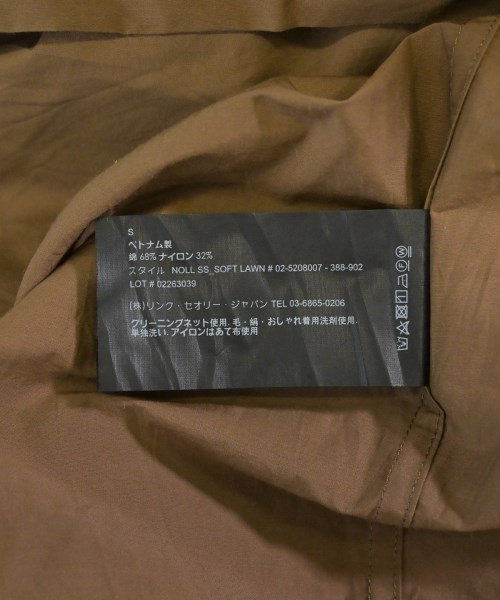 S
ベトナム製
綿 68% ナイロン 32%
スタイル NOLL SS_SOFT LAWN # 02-5208007 - 388-902
LOT # 02263039
(株)リンク・セオリー・ジャパン TEL 03-6865-0206
クリーニングネット使用. 毛・絹・おしゃれ着用洗剤使用.
単独洗い. アイロンはあて布使用